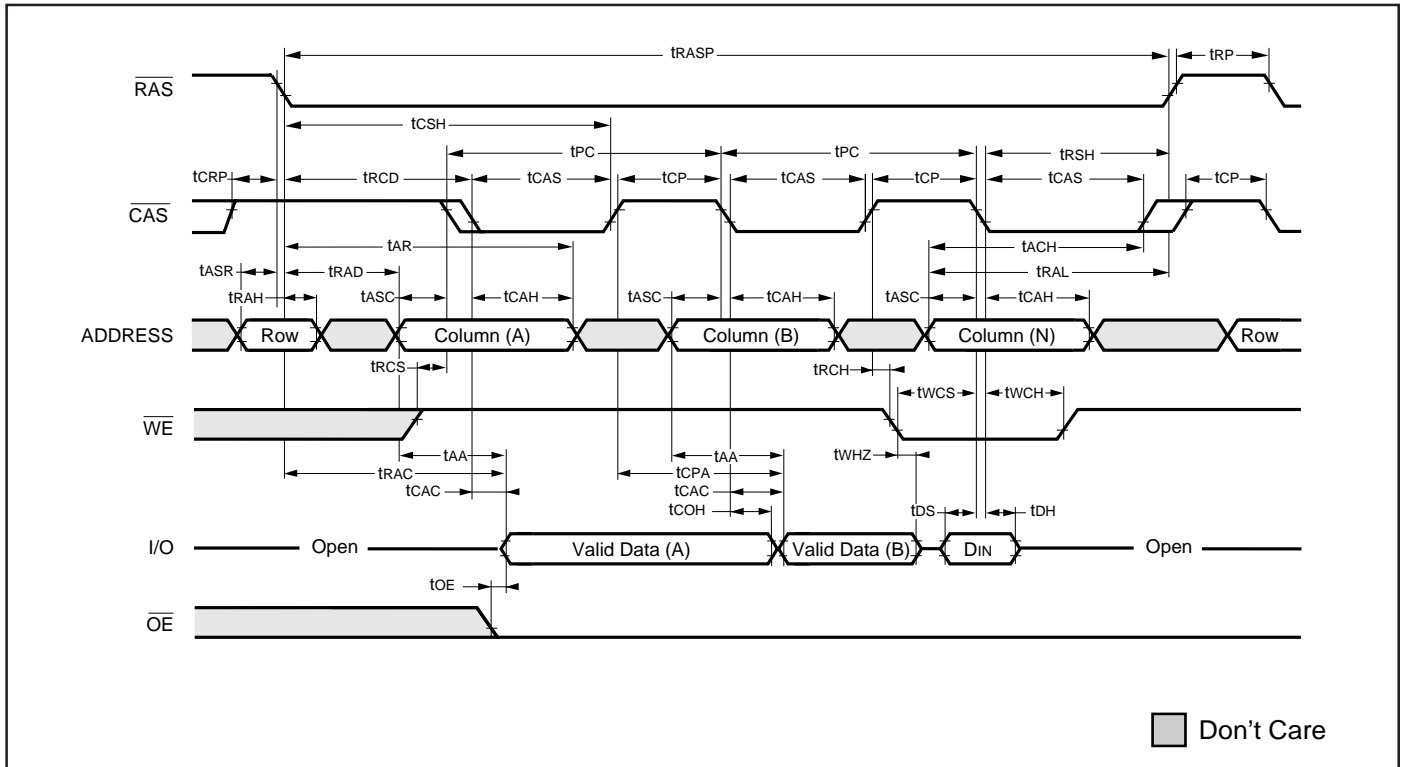 tRASP
tRP
RAS
tCSH
tPC
tPC
tRSH
tCRP
tRCD
tCAS
tCP
tCAS
tCP
tCAS
tCP
CAS
tAR
tACH
tASR
tRAD
tRAL
tRAH
tASC
tCAH
tASC
tCAH
tASC
tCAH
ADDRESS
Row
Column (A)
Column (B)
Column (N)
Row
tRCS
tRCH
tWCS
tWCH
WE
tAA
tAA
tWHZ
tRAC
tCPA
tCAC
tCAC
tCOH
tDS
tDH
I/O
Open
Valid Data (A)
Valid Data (B)
DIN
Open
tOE
OE
Don't Care